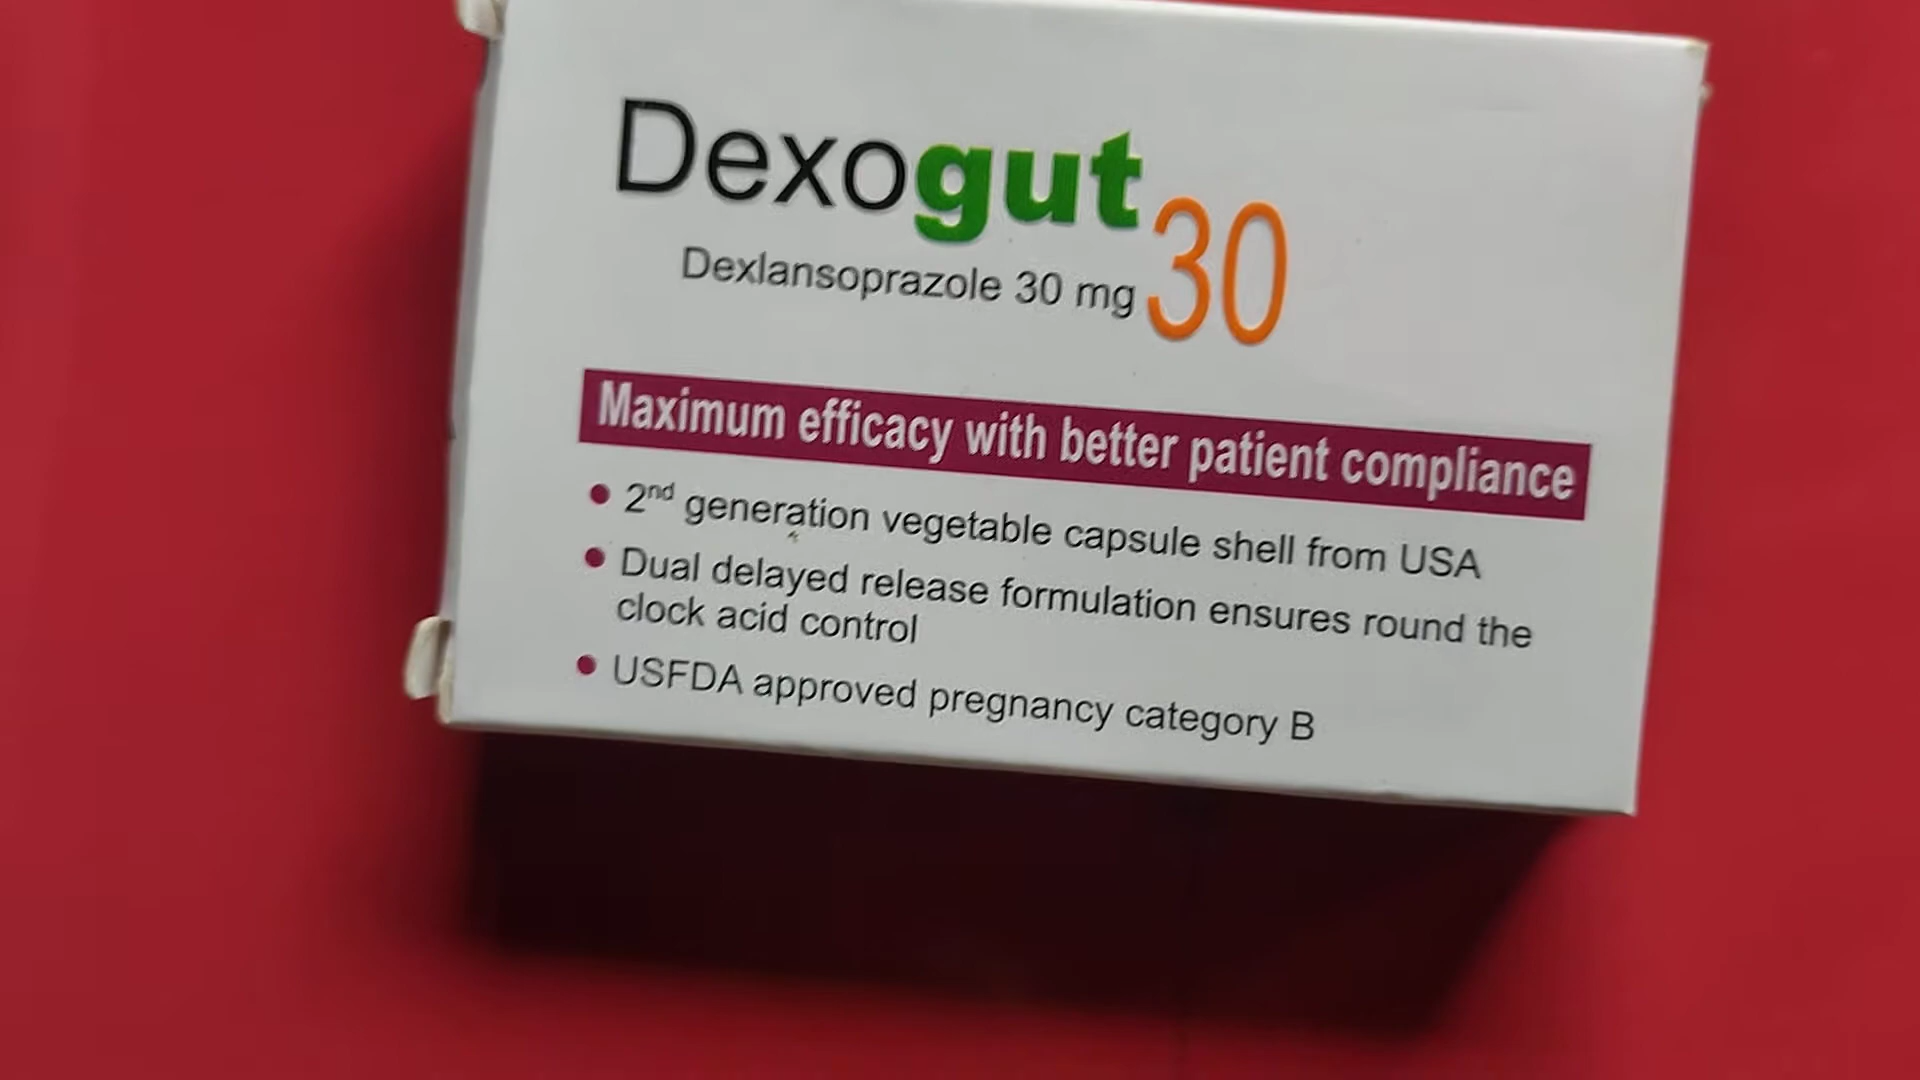 Dexogut 30
Dexlansoprazole 30 mg
Maximum efficacy with better patient compliance
• 2nd generation vegetable capsule shell from USA
• Dual delayed release formulation ensures round the
clock acid control
• USFDA approved pregnancy category B